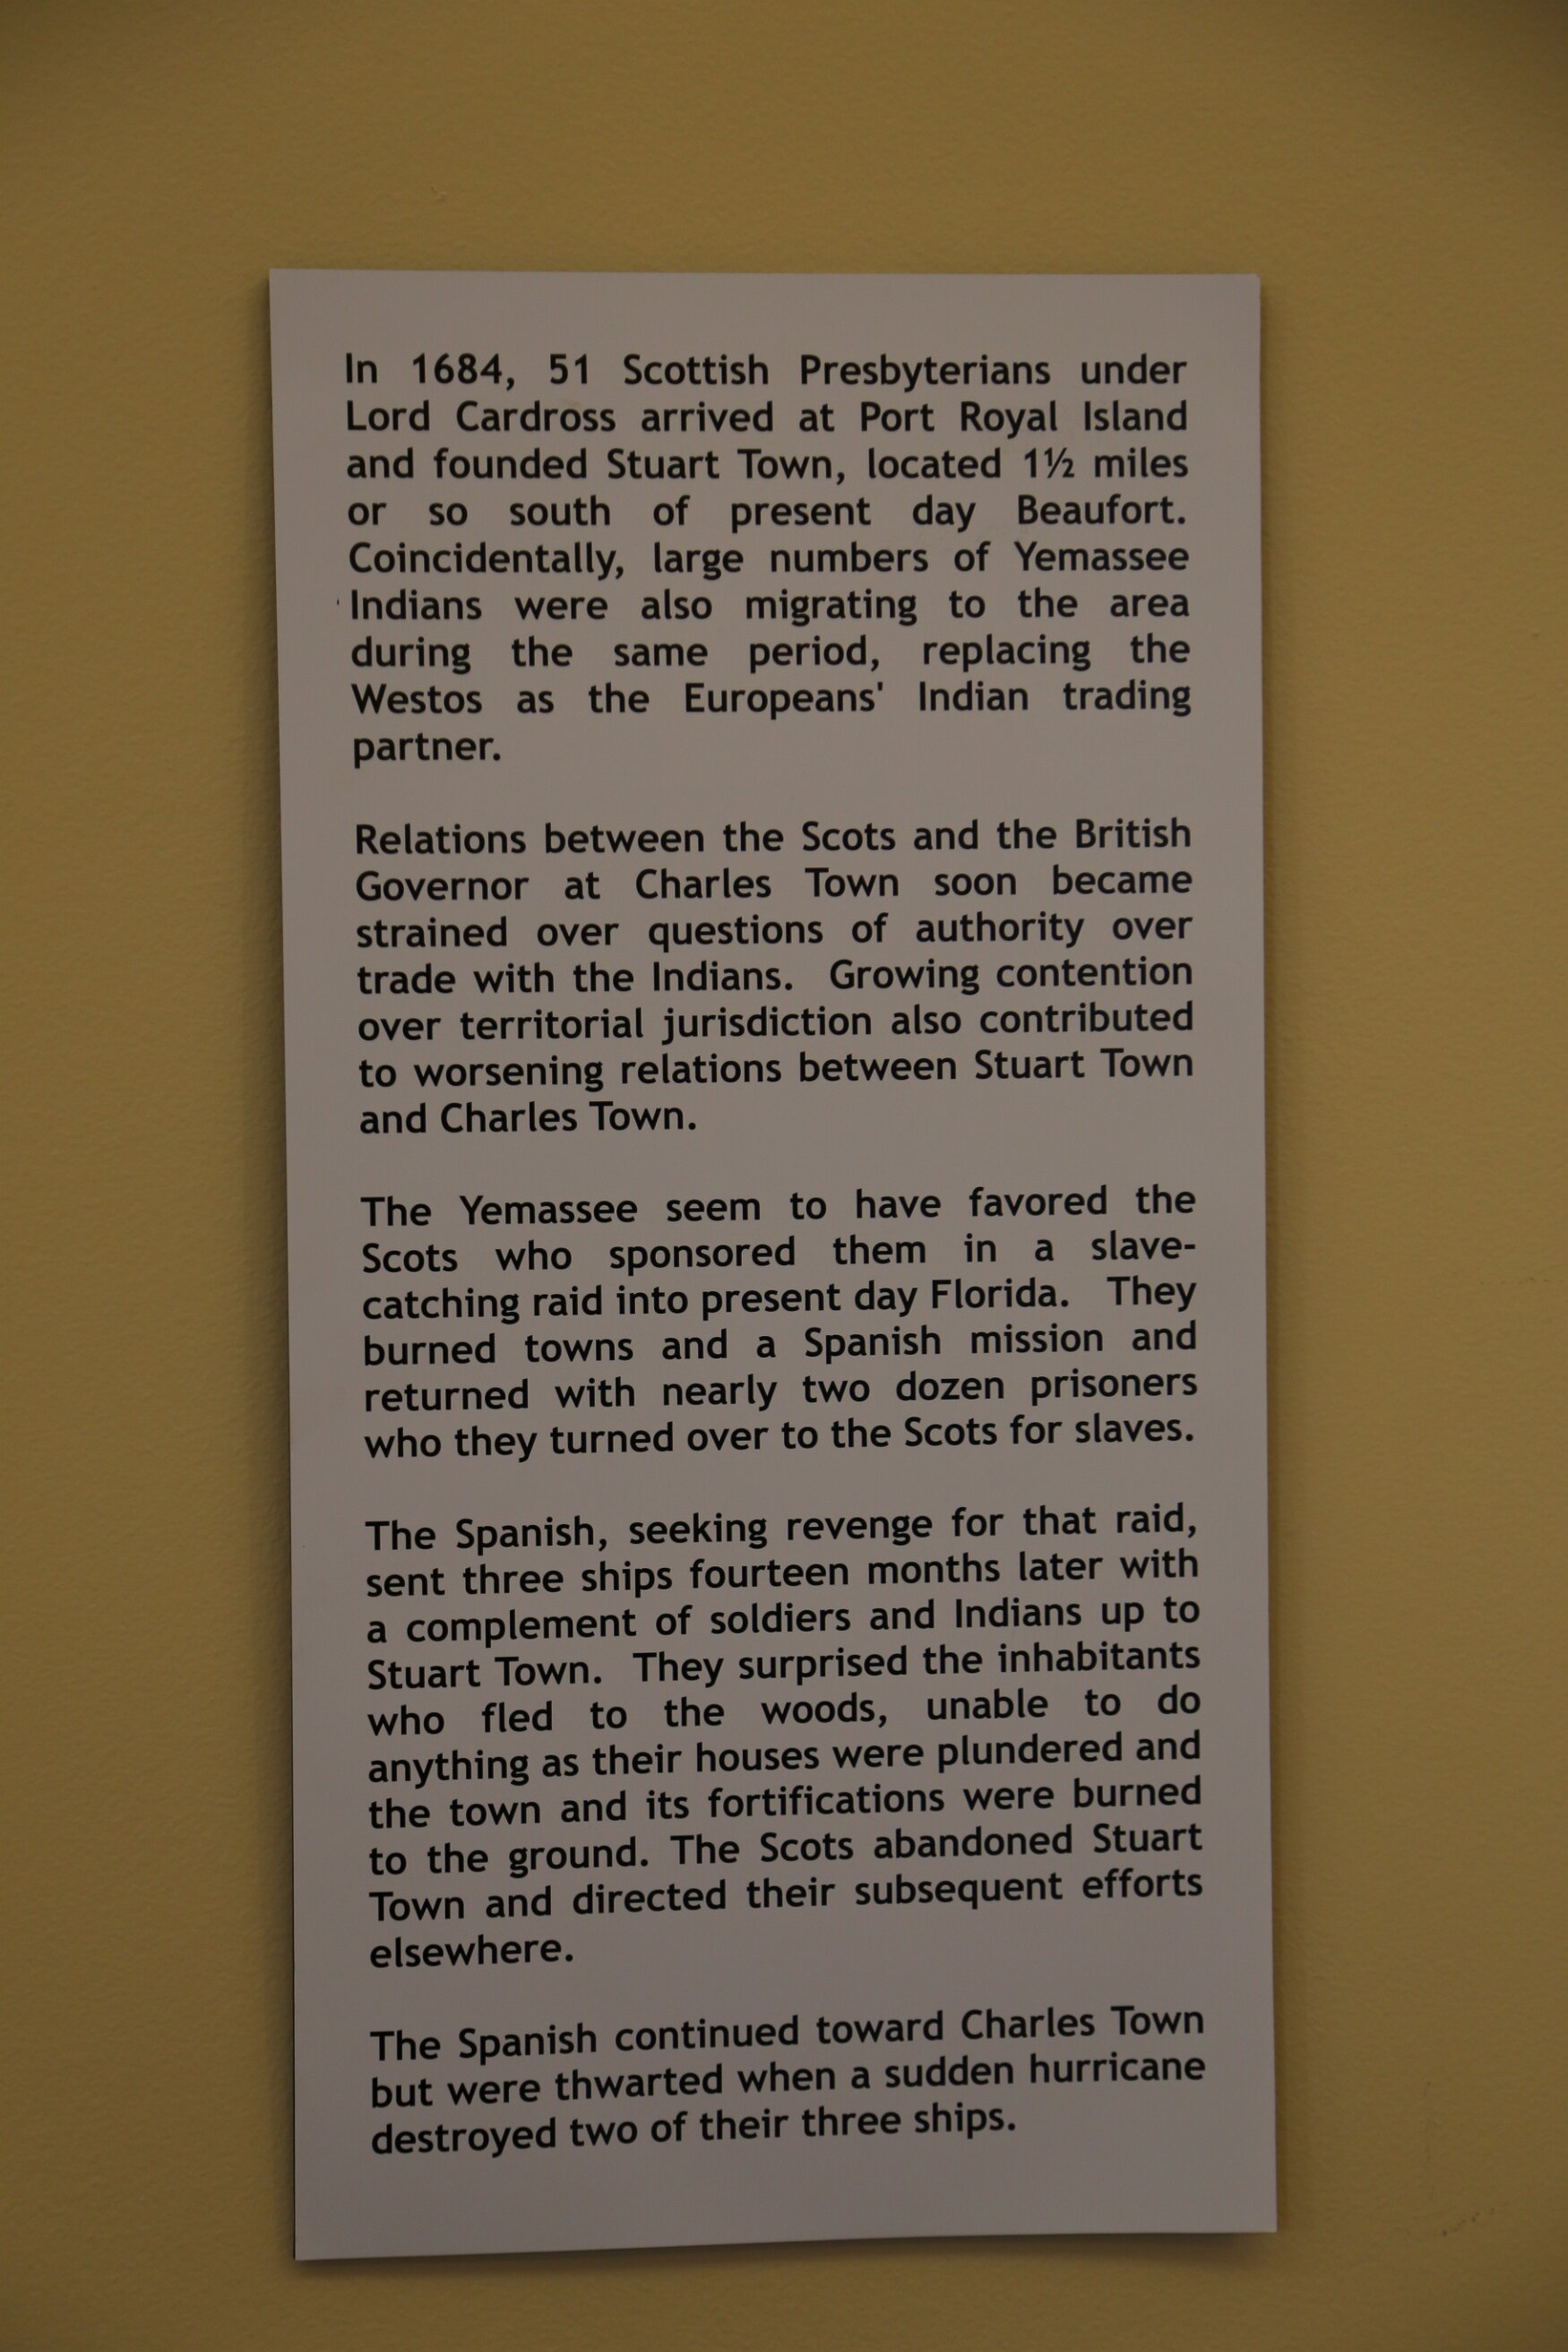 In 1684, 51 Scottish Presbyterians under
Lord Cardross arrived at Port Royal Island
and founded Stuart Town, located 1½ miles
or so south of present day Beaufort.
Coincidentally, large numbers of Yemassee
Indians were also migrating to the area
during the same period, replacing the
Westos as the Europeans' Indian trading
partner.
Relations between the Scots and the British
Governor at Charles Town soon became
strained over questions of authority over
trade with the Indians. Growing contention
over territorial jurisdiction also contributed
to worsening relations between Stuart Town
and Charles Town.
The Yemassee seem to have favored the
Scots who sponsored them in a slave-
catching raid into present day Florida. They
burned towns and a Spanish mission and
returned with nearly two dozen prisoners
who they turned over to the Scots for slaves.
The Spanish, seeking revenge for that raid,
sent three ships fourteen months later with
a complement of soldiers and Indians up to
Stuart Town. They surprised the inhabitants
who fled to the woods, unable to do
anything as their houses were plundered and
the town and its fortifications were burned
to the ground. The Scots abandoned Stuart
Town and directed their subsequent efforts
elsewhere.
The Spanish continued toward Charles Town
but were thwarted when a sudden hurricane
destroyed two of their three ships.